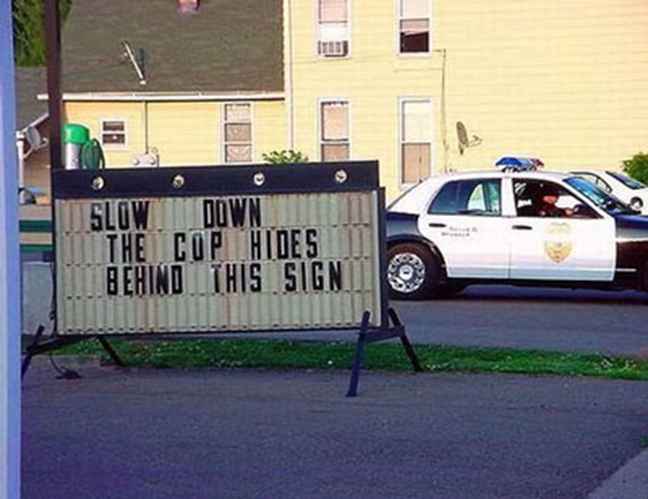 SLOW DOWN
THE COP HIDES
BEHIND THIS SIGN